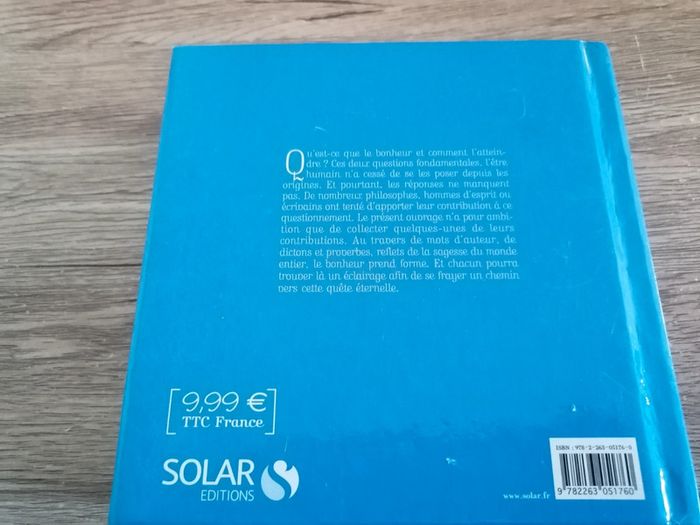 Qu'est-ce que le bonheur et comment l'attein-
dre ? Ces deux questions fondamentales, l'être
humain n'a cessé de se les poser depuis les
origines. Et pourtant, les réponses ne manquent
pas. De nombreux philosophes, hommes d'esprit ou
écrivains ont tenté d'apporter leur contribution à ce
questionnement. Le présent ouvrage n'a pour ambi-
tion que de collecter quelques-unes de leurs
contributions. Au travers de mots d'auteur, de
dictons et proverbes, reflets de la sagesse du monde
entier, le bonheur prend forme. Et chacun pourra
trouver là un éclairage afin de se frayer un chemin
vers cette quête éternelle.
9,99 €
TTC France
SOLAR
EDITIONS
ISBN : 978-2-263-05176-0
www.solar.fr
9 782263 051760